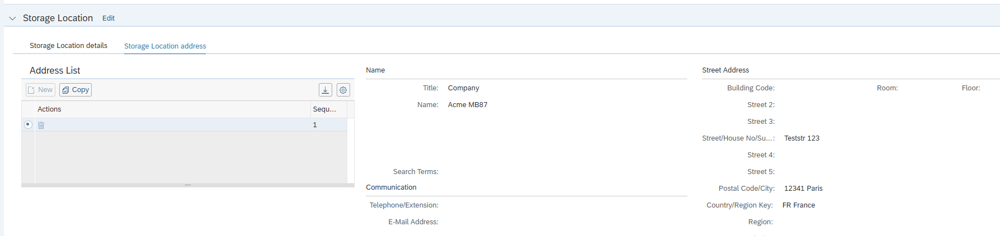 Storage Location Edit
Storage Location details Storage Location address
Address List
New Copy
Actions Sequ...
1
Name
Title: Company
Name: Acme MB87
Search Terms:
Communication
Telephone/Extension:
E-Mail Address:
Street Address
Building Code: Room: Floor:
Street 2:
Street 3:
Street/House No/Su...: Teststr 123
Street 4:
Street 5:
Postal Code/City: 12341 Paris
Country/Region Key: FR France
Region: